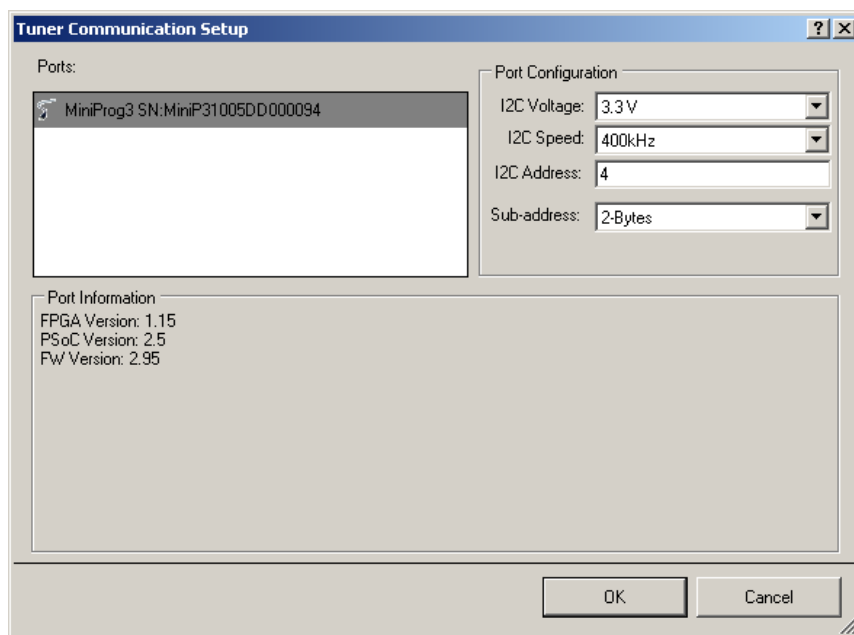 Tuner Communication Setup
Ports:
MiniProg3 SN:MiniP31005DD000094
Port Configuration
I2C Voltage: 3.3 V
I2C Speed: 400kHz
I2C Address: 4
Sub-address: 2-Bytes
Port Information
FPGA Version: 1.15
PSoC Version: 2.5
FW Version: 2.95
OK Cancel